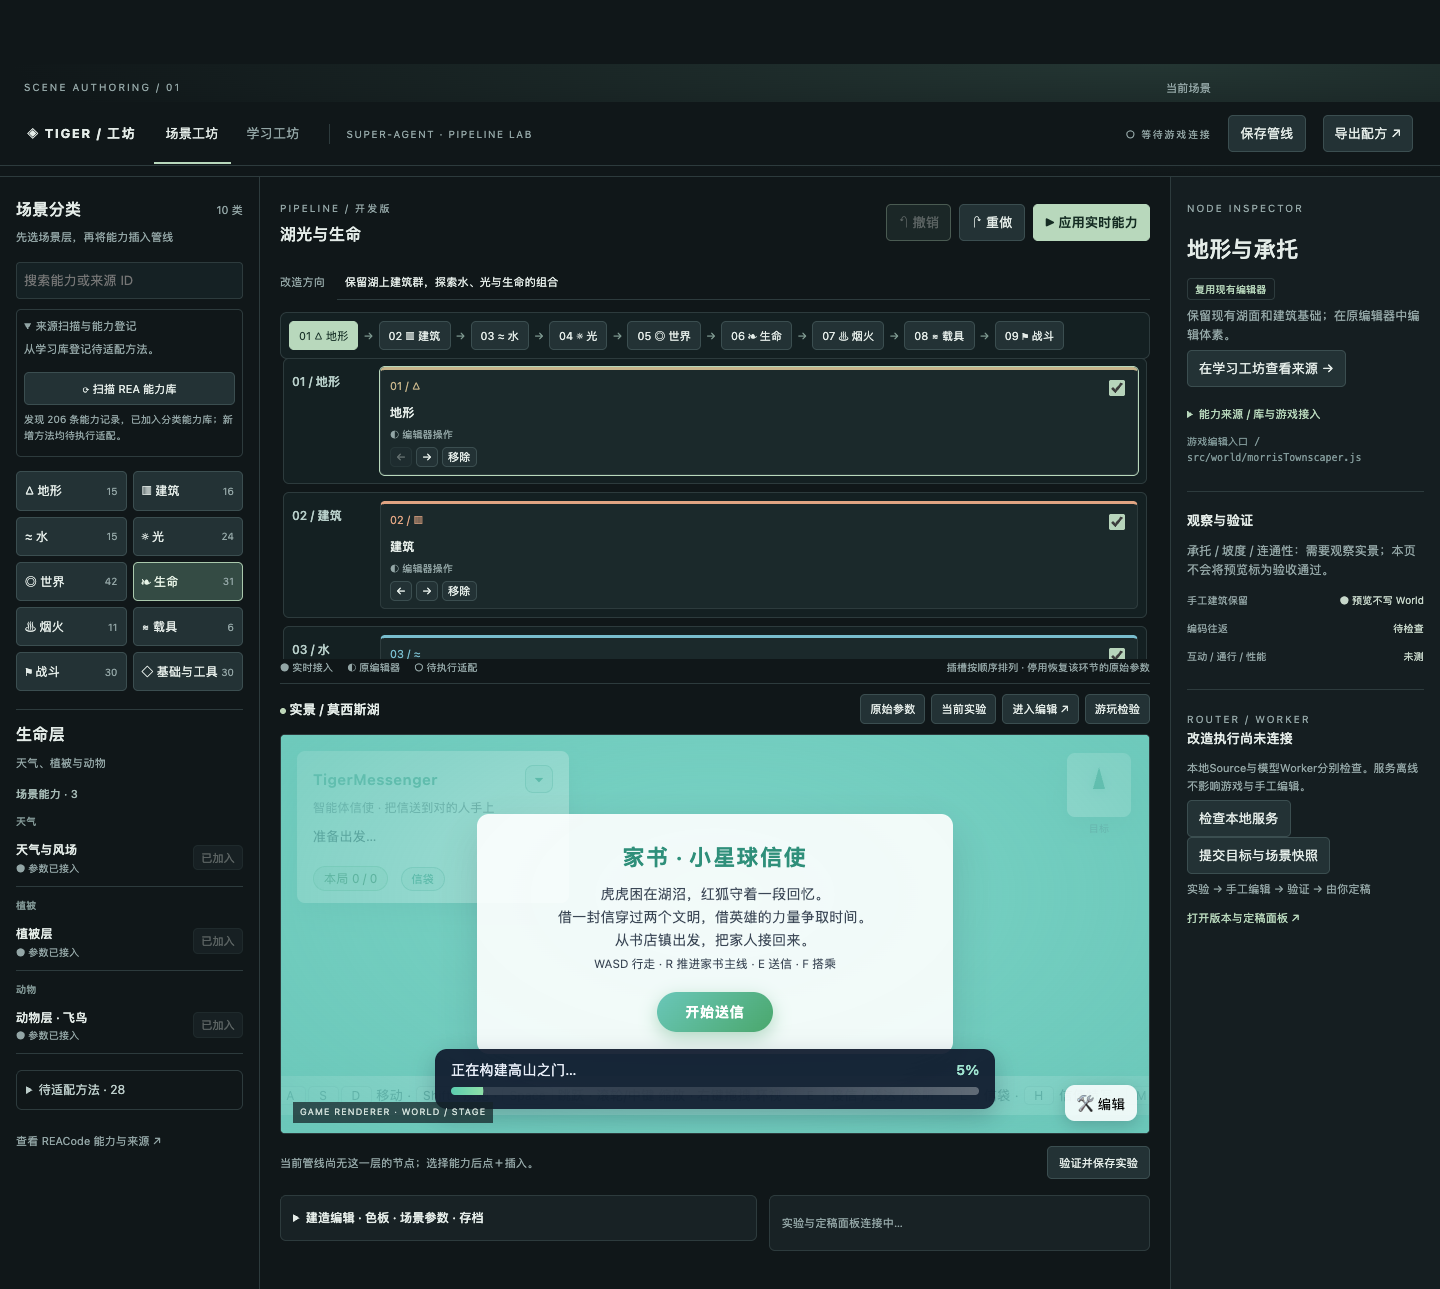 SCENE AUTHORING / 01
当前场景
◈ TIGER / 工坊
场景工坊
学习工坊
SUPER-AGENT · PIPELINE LAB
等待游戏连接
保存管线
导出配方 ↗
场景分类
10 类
先选场景层，再将能力插入管线
搜索能力或来源 ID
▼ 来源扫描与能力登记
从学习库登记待适配方法。
⟳ 扫描 REA 能力库
发现 206 条能力记录，已加入分类能力库；新
增方法均待执行适配。
地形 15
建筑 16
≈ 水 15
光 24
◎ 世界 42
生命 31
烟火 11
载具 6
战斗 30
◇ 基础与工具 30
生命层
天气、植被与动物
场景能力 · 3
天气
天气与风场
● 参数已接入
已加入
植被
植被层
● 参数已接入
已加入
动物
动物层 · 飞鸟
● 参数已接入
已加入
▶ 待适配方法 · 28
查看 REACode 能力与来源 ↗
PIPELINE / 开发版
湖光与生命
撤销
重做
▶ 应用实时能力
改造方向
保留湖上建筑群，探索水、光与生命的组合
01 △ 地形 →
02 建筑 →
03 ≈ 水 →
04 光 →
05 ◎ 世界 →
06 生命 →
07 烟火 →
08 载具 →
09 战斗
01 / 地形
01 / △
地形
◐ 编辑器操作
← → 移除
02 / 建筑
02 /
建筑
◐ 编辑器操作
← → 移除
03 / 水
03 / ≈
● 实时接入
◐ 原编辑器
○ 待执行适配
插槽按顺序排列 · 停用恢复该环节的原始参数
● 实景 / 莫西斯湖
原始参数
当前实验
进入编辑 ↗
游玩检验
TigerMessenger
智能体信使 · 把信送到对的人手上
准备出发...
本局 0 / 0
信袋
目标
家书 · 小星球信使
虎虎困在湖沼，红狐守着一段回忆。
借一封信穿过两个文明，借英雄的力量争取时间。
从书店镇出发，把家人接回来。
WASD 行走 · R 推进家书主线 · E 送信 · F 搭乘
开始送信
正在构建高山之门...
5%
A S D 移动 ·
袋 · H
GAME RENDERER · WORLD / STAGE
🛠 编辑
当前管线尚无这一层的节点；选择能力后点＋插入。
验证并保存实验
▶ 建造编辑 · 色板 · 场景参数 · 存档
实验与定稿面板连接中...
NODE INSPECTOR
地形与承托
复用现有编辑器
保留现有湖面和建筑基础；在原编辑器中编
辑体素。
在学习工坊查看来源 →
▶ 能力来源 / 库与游戏接入
游戏编辑入口 /
src/world/morrisTownscaper.js
观察与验证
承托 / 坡度 / 连通性：需要观察实景；本页
不会将预览标为验收通过。
手工建筑保留
● 预览不写 World
编码往返
待检查
互动 / 通行 / 性能
未测
ROUTER / WORKER
改造执行尚未连接
本地Source与模型Worker分别检查。服务离线
不影响游戏与手工编辑。
检查本地服务
提交目标与场景快照
实验 → 手工编辑 → 验证 → 由你定稿
打开版本与定稿面板 ↗